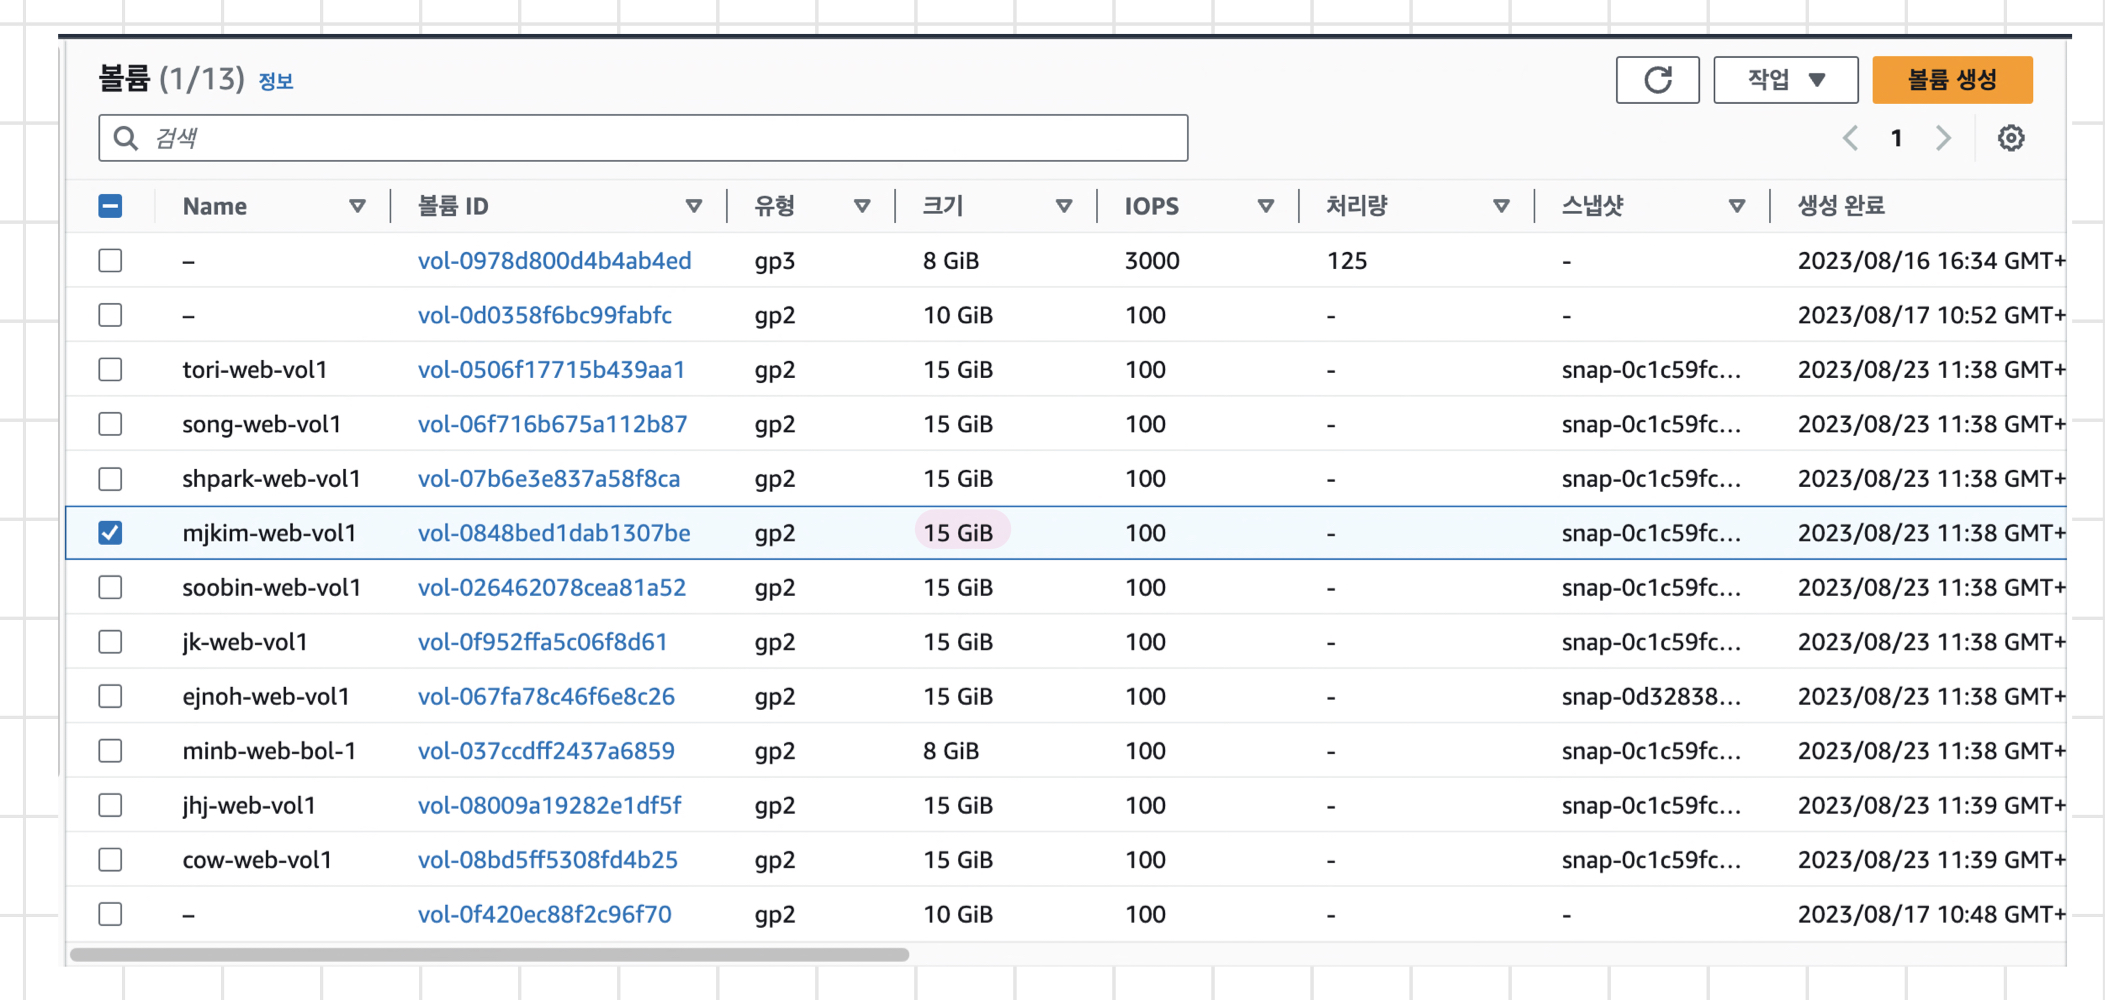 볼륨 (1/13) 정보
작업 볼륨 생성
검색
1
Name 볼륨 ID 유형 크기 IOPS 처리량 스냅샷 생성 완료
– vol-0978d800d4b4ab4ed gp3 8 GiB 3000 125 - 2023/08/16 16:34 GMT+
– vol-0d0358f6bc99fabfc gp2 10 GiB 100 - - 2023/08/17 10:52 GMT+
tori-web-vol1 vol-0506f17715b439aa1 gp2 15 GiB 100 - snap-0c1c59fc... 2023/08/23 11:38 GMT+
song-web-vol1 vol-06f716b675a112b87 gp2 15 GiB 100 - snap-0c1c59fc... 2023/08/23 11:38 GMT+
shpark-web-vol1 vol-07b6e3e837a58f8ca gp2 15 GiB 100 - snap-0c1c59fc... 2023/08/23 11:38 GMT+
mjkim-web-vol1 vol-0848bed1dab1307be gp2 15 GiB 100 - snap-0c1c59fc... 2023/08/23 11:38 GMT+
soobin-web-vol1 vol-026462078cea81a52 gp2 15 GiB 100 - snap-0c1c59fc... 2023/08/23 11:38 GMT+
jk-web-vol1 vol-0f952ffa5c06f8d61 gp2 15 GiB 100 - snap-0c1c59fc... 2023/08/23 11:38 GMT+
ejnoh-web-vol1 vol-067fa78c46f6e8c26 gp2 15 GiB 100 - snap-0d32838... 2023/08/23 11:38 GMT+
minb-web-bol-1 vol-037ccdff2437a6859 gp2 8 GiB 100 - snap-0c1c59fc... 2023/08/23 11:38 GMT+
jhj-web-vol1 vol-08009a19282e1df5f gp2 15 GiB 100 - snap-0c1c59fc... 2023/08/23 11:39 GMT+
cow-web-vol1 vol-08bd5ff5308fd4b25 gp2 15 GiB 100 - snap-0c1c59fc... 2023/08/23 11:39 GMT+
– vol-0f420ec88f2c96f70 gp2 10 GiB 100 - - 2023/08/17 10:48 GMT+